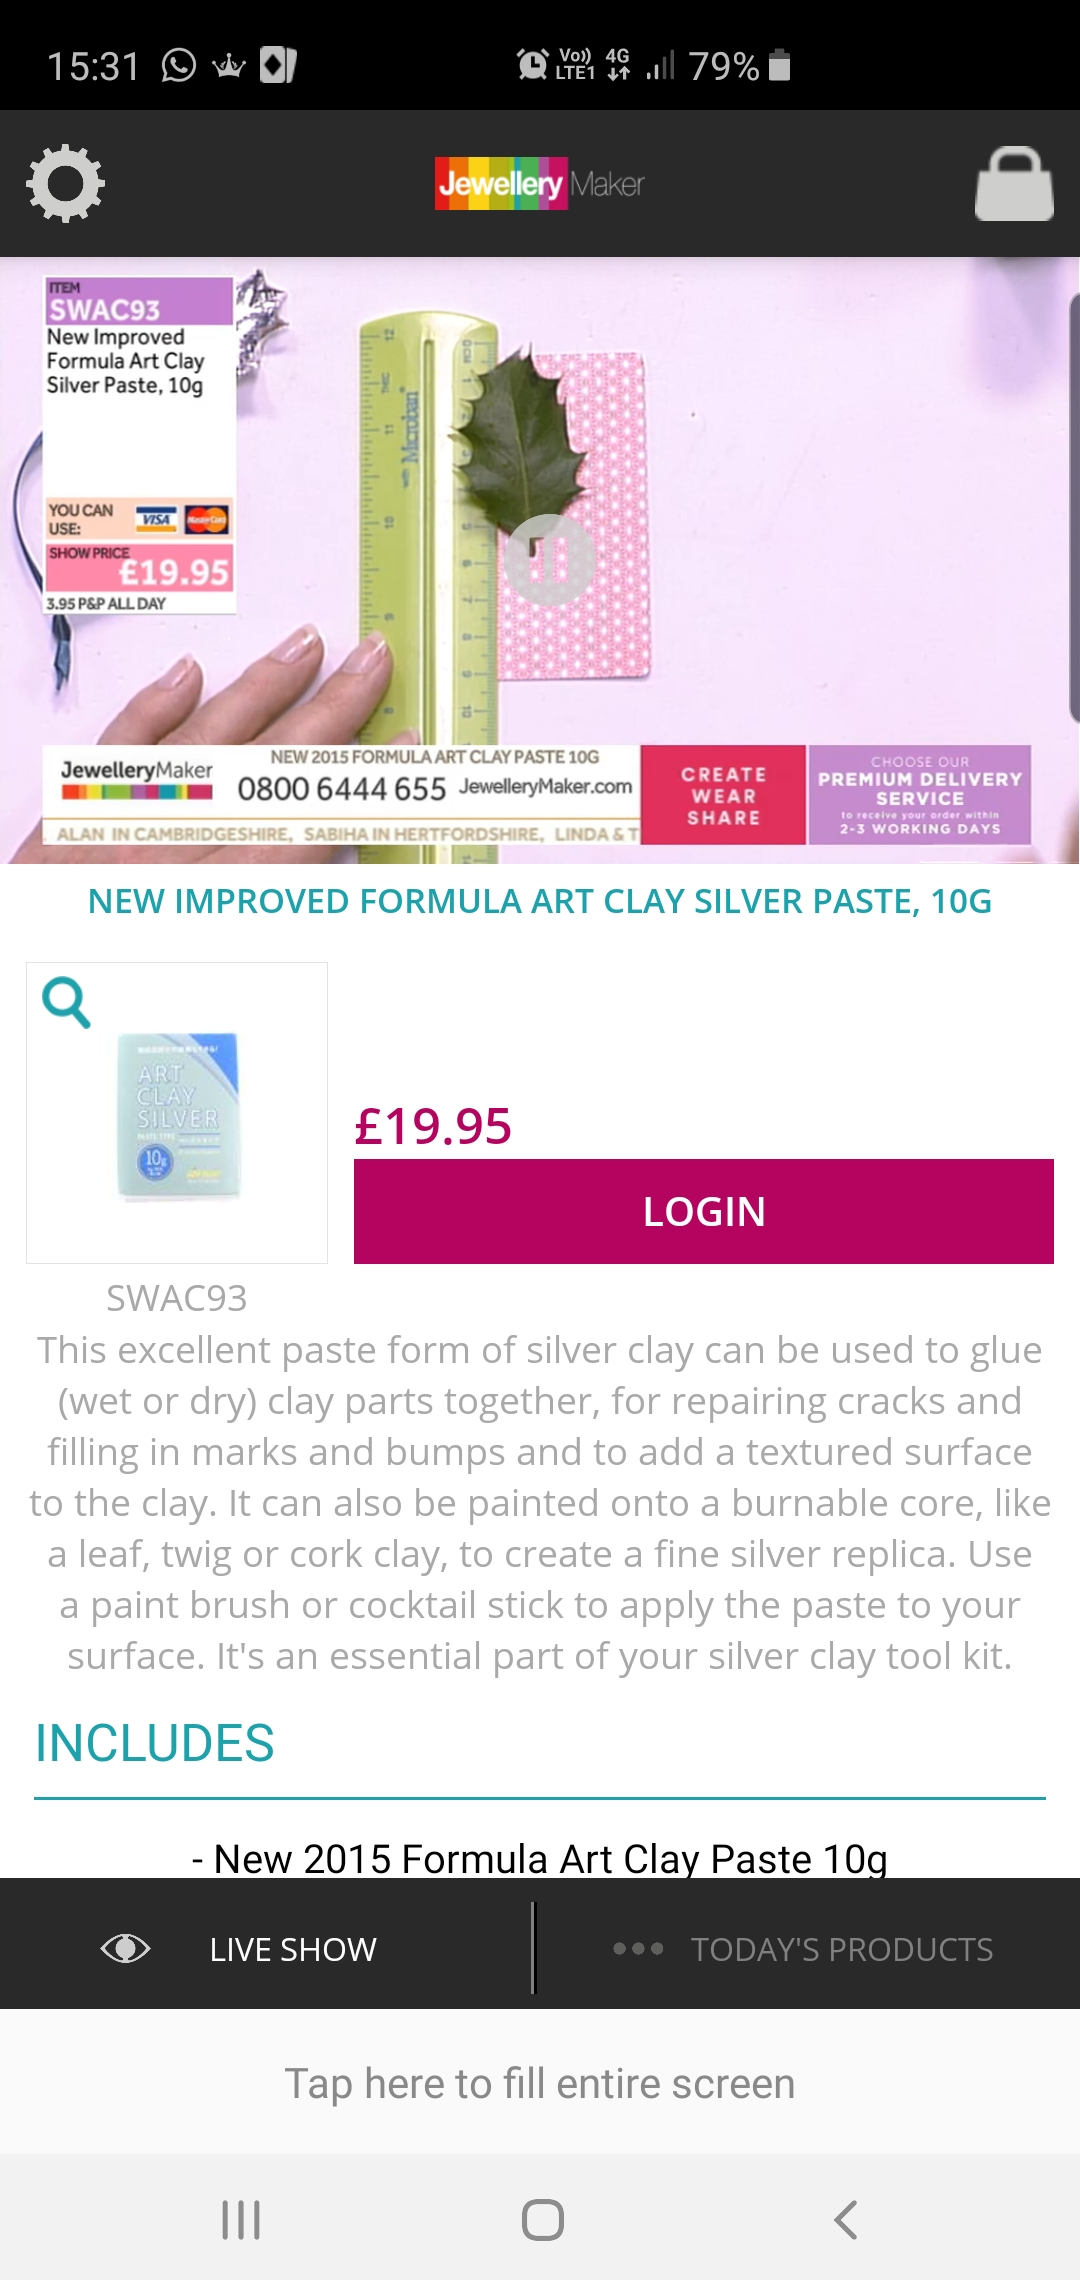 15:31
Vo))
LTE1
4G
79%
Jewellery Maker
ITEM
SWAC93
New Improved
Formula Art Clay
Silver Paste, 10g
YOU CAN
USE:
VISA
MasterCard
SHOW PRICE
£19.95
3.95 P&P ALL DAY
with Microban
JewelleryMaker
NEW 2015 FORMULA ART CLAY PASTE 10G
0800 6444 655 JewelleryMaker.com
ALAN IN CAMBRIDGESHIRE, SABIHA IN HERTFORDSHIRE, LINDA & T
CREATE
WEAR
SHARE
CHOOSE OUR
PREMIUM DELIVERY
SERVICE
to receive your order within
2-3 WORKING DAYS
NEW IMPROVED FORMULA ART CLAY SILVER PASTE, 10G
ART
CLAY
SILVER
PASTE TYPE
10g
£19.95
LOGIN
SWAC93
This excellent paste form of silver clay can be used to glue
(wet or dry) clay parts together, for repairing cracks and
filling in marks and bumps and to add a textured surface
to the clay. It can also be painted onto a burnable core, like
a leaf, twig or cork clay, to create a fine silver replica. Use
a paint brush or cocktail stick to apply the paste to your
surface. It's an essential part of your silver clay tool kit.
INCLUDES
- New 2015 Formula Art Clay Paste 10g
LIVE SHOW
TODAY'S PRODUCTS
Tap here to fill entire screen